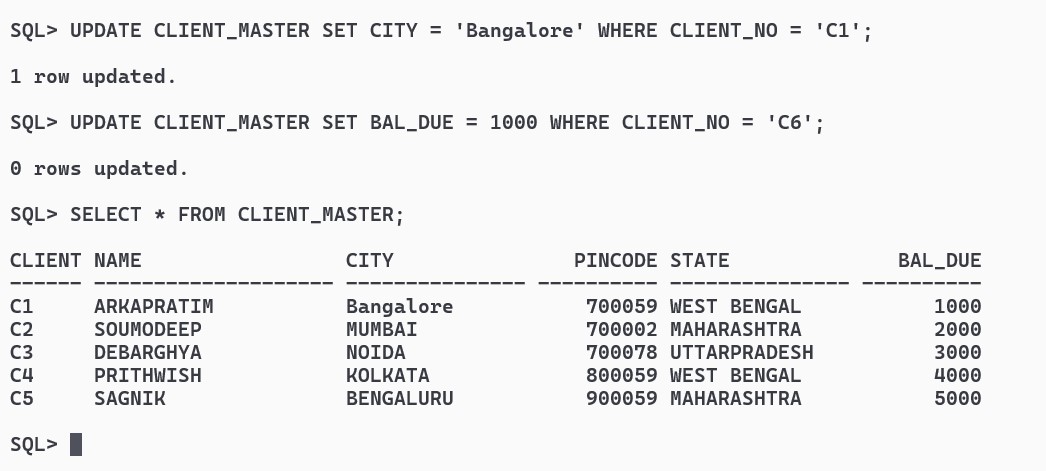 SQL> UPDATE CLIENT_MASTER SET CITY = 'Bangalore' WHERE CLIENT_NO = 'C1';
1 row updated.
SQL> UPDATE CLIENT_MASTER SET BAL_DUE = 1000 WHERE CLIENT_NO = 'C6';
0 rows updated.
SQL> SELECT * FROM CLIENT_MASTER;
CLIENT NAME                 CITY               PINCODE STATE              BAL_DUE
------ -------------------- --------------- ---------- --------------- ----------
C1     ARKAPRATIM           Bangalore           700059 WEST BENGAL           1000
C2     SOUMODEEP            MUMBAI              700002 MAHARASHTRA           2000
C3     DEBARGHYA            NOIDA               700078 UTTARPRADESH          3000
C4     PRITHWISH            KOLKATA             800059 WEST BENGAL           4000
C5     SAGNIK               BENGALURU           900059 MAHARASHTRA           5000
SQL>